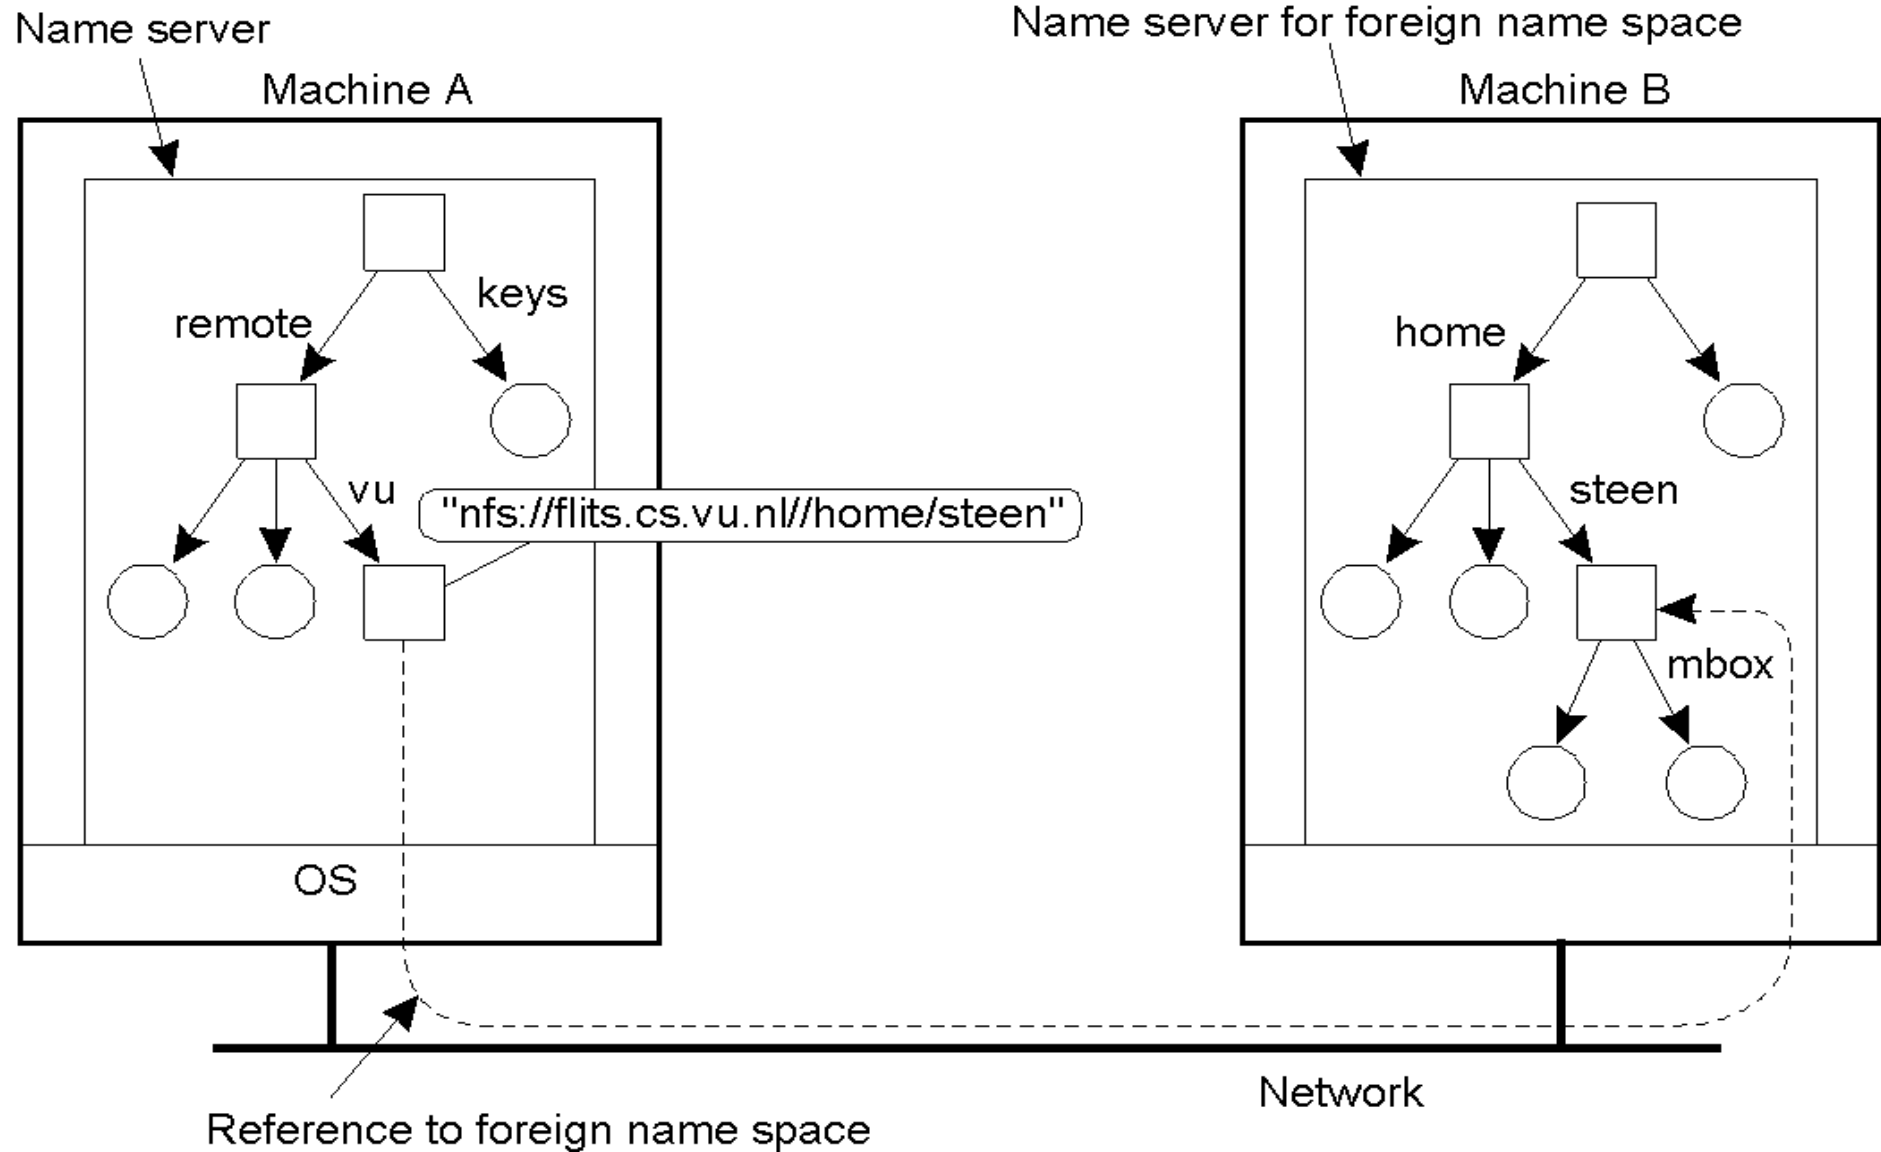 Name server
Name server for foreign name space
Machine A
Machine B
keys
remote
home
vu
steen
"nfs://flits.cs.vu.nl//home/steen"
mbox
OS
Network
Reference to foreign name space